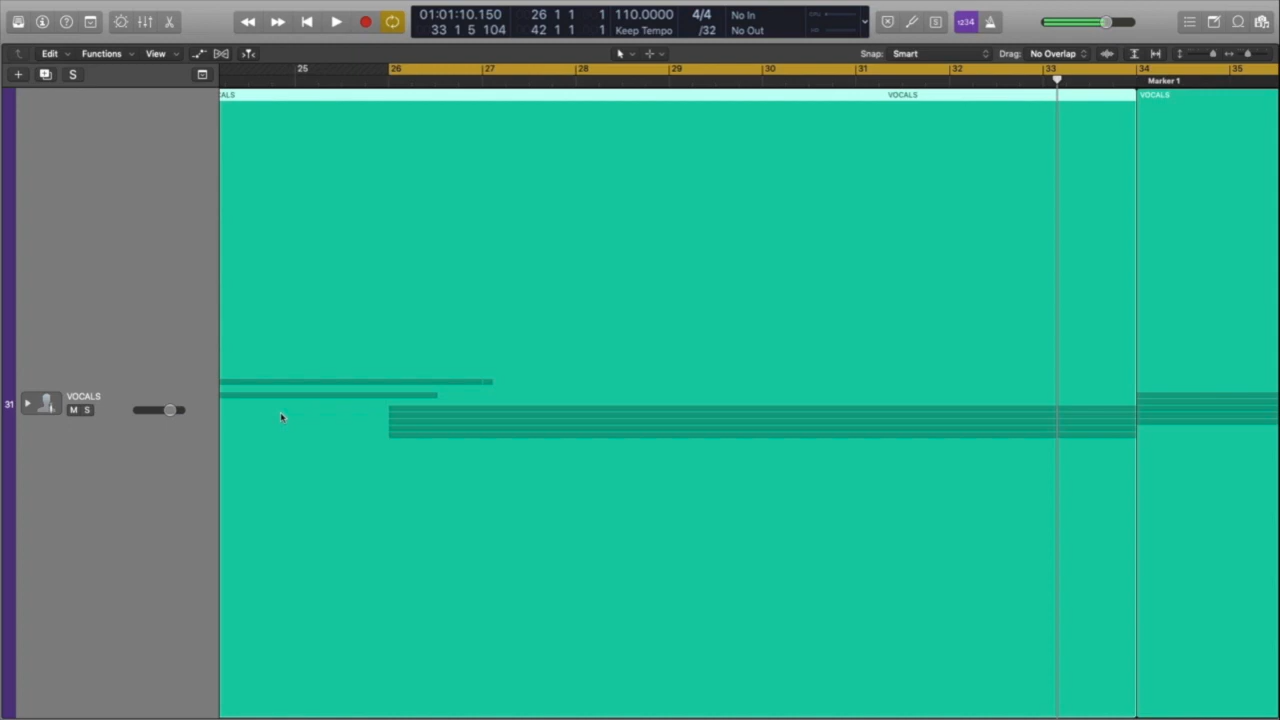 01:01:10.150 26 1 1 1 110.0000 4/4 No In
33 1 5 104 42 1 1 1 Keep Tempo /32 No Out
1234
S
Edit Functions View Snap: Smart Drag: No Overlap
S
25 26 27 28 29 30 31 32 33 34 35
Marker 1
ALS VOCALS VOCALS
31 VOCALS
M S